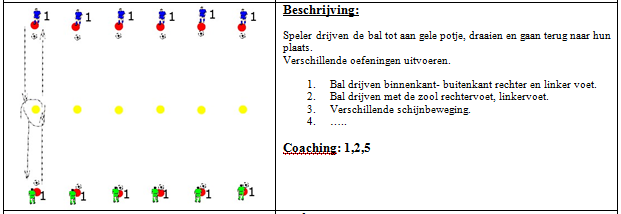 1 1 1 1 1 1
1 1 1 1 1 1
Beschrijving:
Speler drijven de bal tot aan gele potje, draaien en gaan terug naar hun
plaats.
Verschillende oefeningen uitvoeren.
1. Bal drijven binnenkant- buitenkant rechter en linker voet.
2. Bal drijven met de zool rechtervoet, linkervoet.
3. Verschillende schijnbeweging.
4. …..
Coaching: 1,2,5